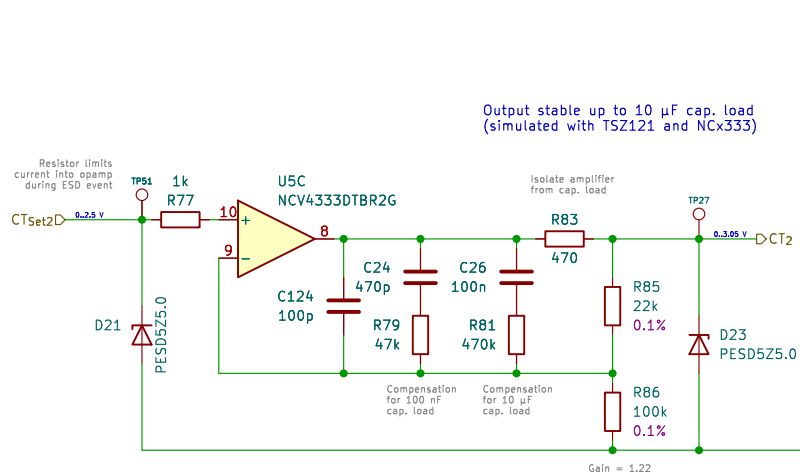 Output stable up to 10 µF cap. load
(simulated with TSZ121 and NCx333)
Resistor limits
current into opamp
during ESD event
TP51
1k
R77
U5C
NCV4333DTBR2G
Isolate amplifier
from cap. load
TP27
CTSet2
0..2.5 V
10
+
8
R83
470
0..3.05 V
CT2
9
−
C24
470p
C26
100n
C124
100p
R85
22k
0.1%
D21
PESD5Z5.0
R79
47k
R81
470k
D23
PESD5Z5.0
Compensation
for 100 nF
cap. load
Compensation
for 10 µF
cap. load
R86
100k
0.1%
Gain = 1.22